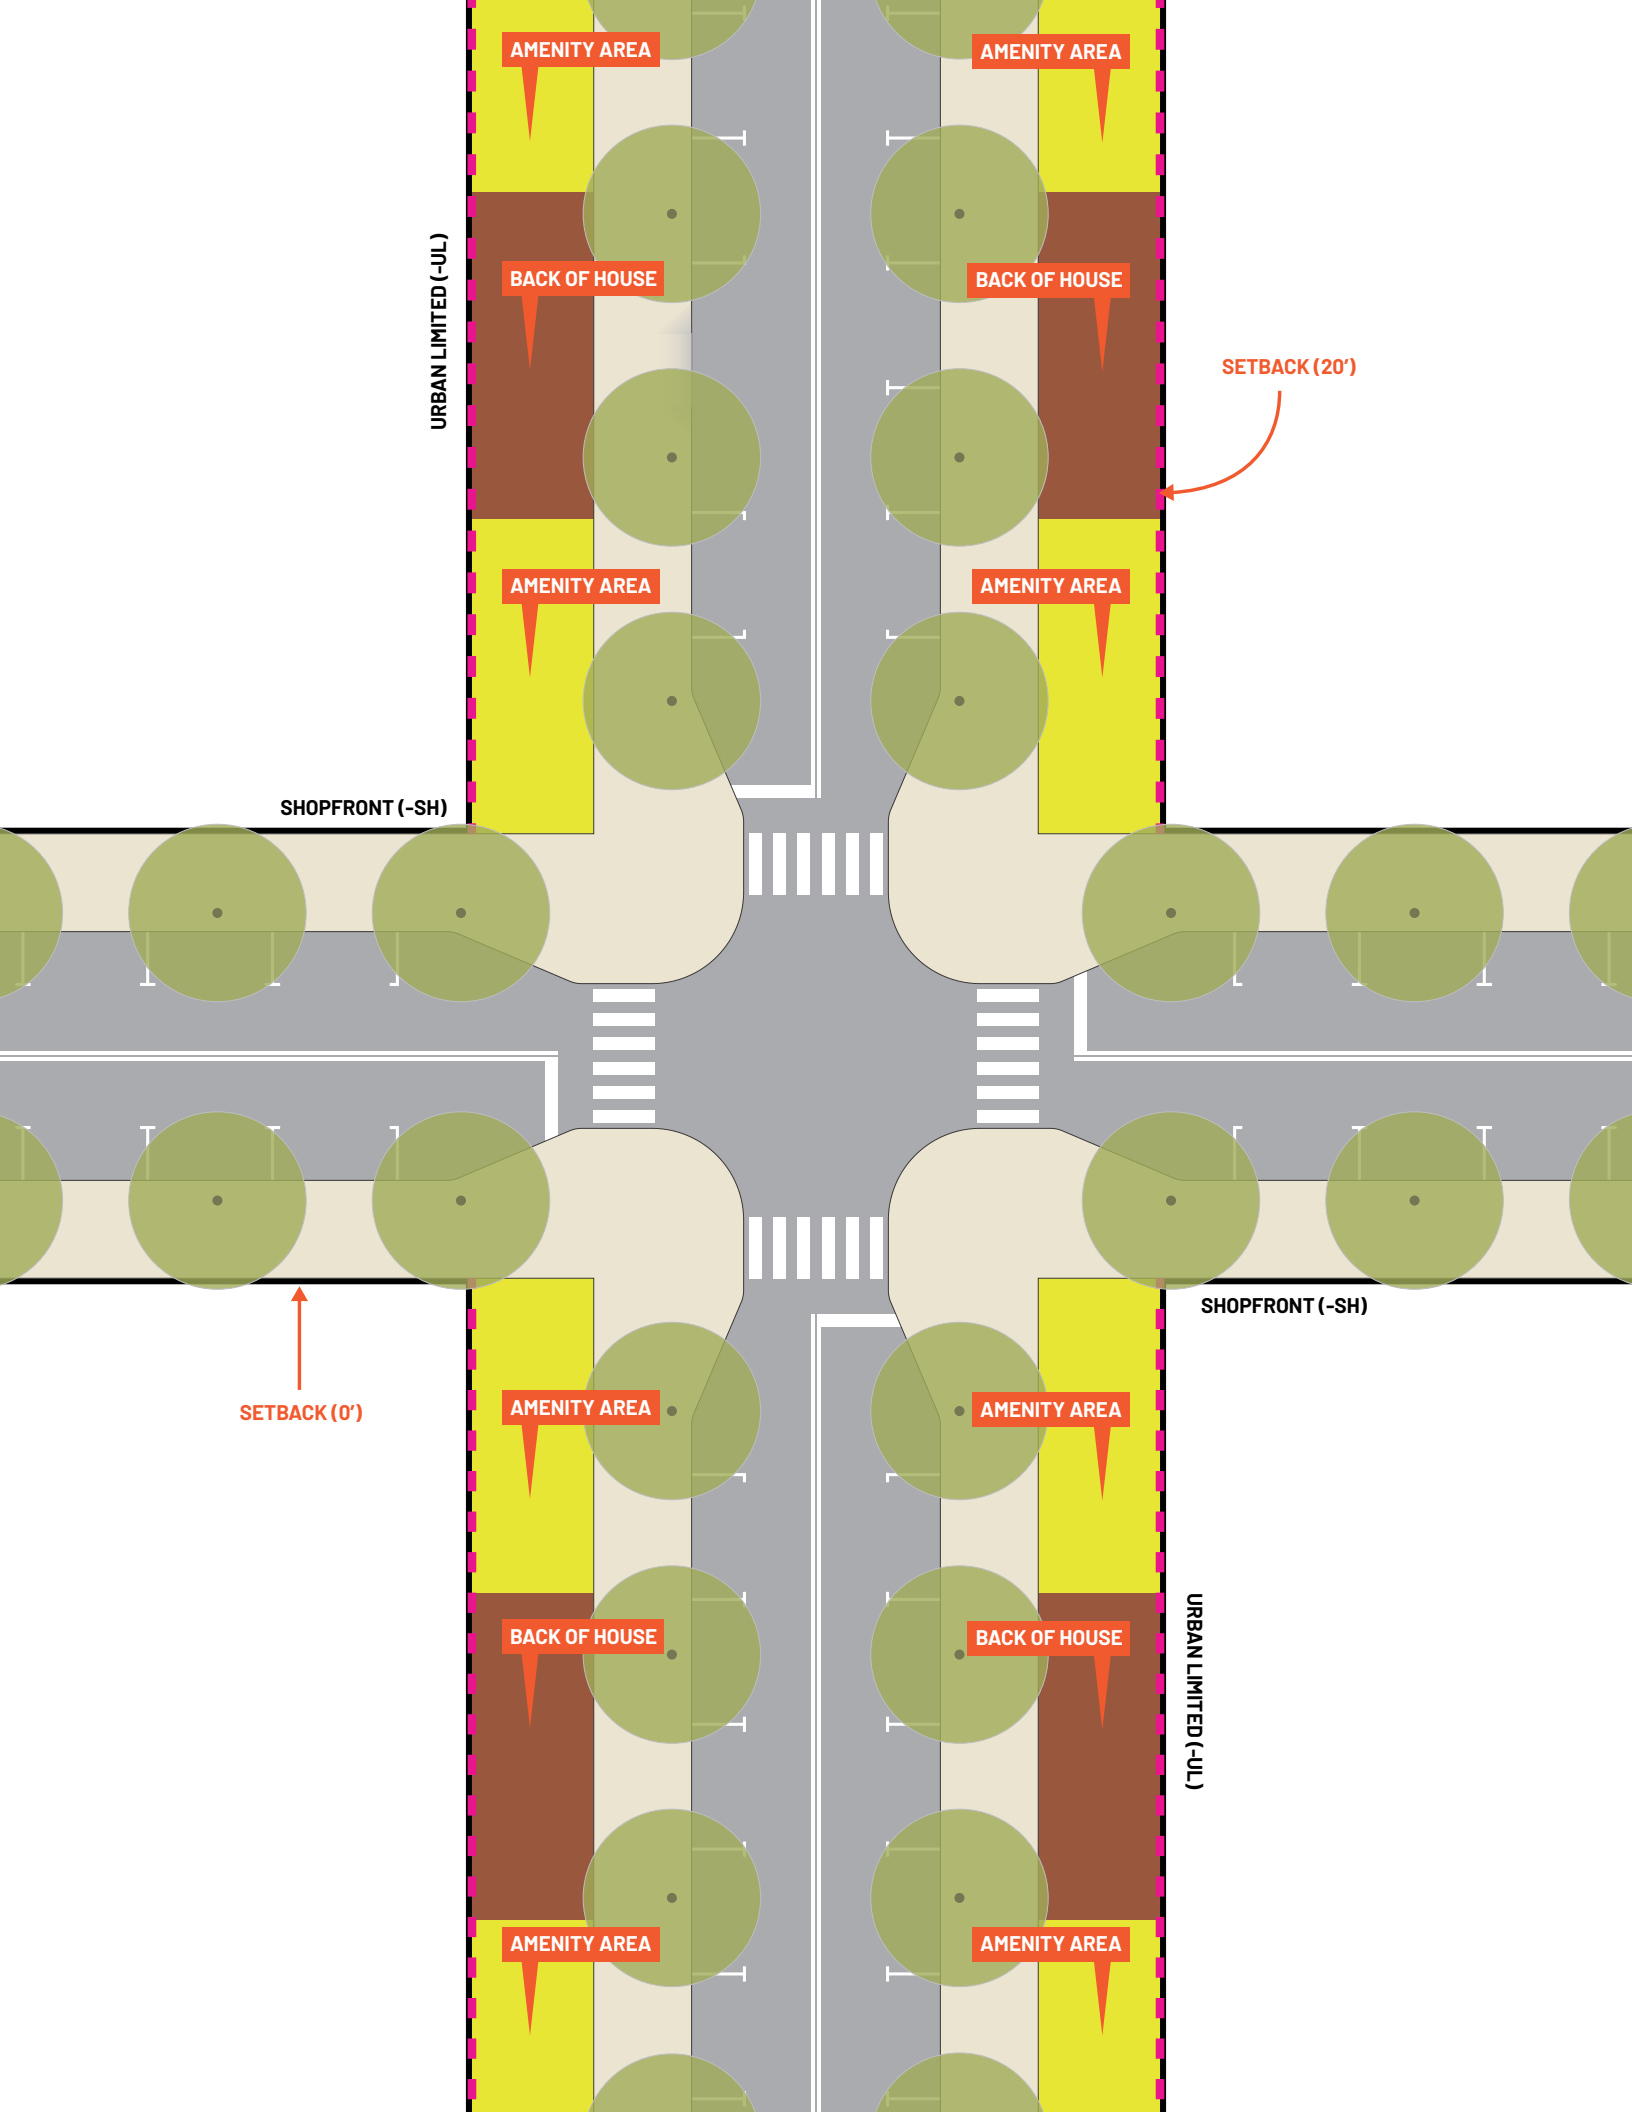 AMENITY AREA
AMENITY AREA
URBAN LIMITED (-UL)
BACK OF HOUSE
BACK OF HOUSE
SETBACK (20')
AMENITY AREA
AMENITY AREA
SHOPFRONT (-SH)
SHOPFRONT (-SH)
SETBACK (0')
AMENITY AREA
AMENITY AREA
BACK OF HOUSE
BACK OF HOUSE
URBAN LIMITED (-UL)
AMENITY AREA
AMENITY AREA